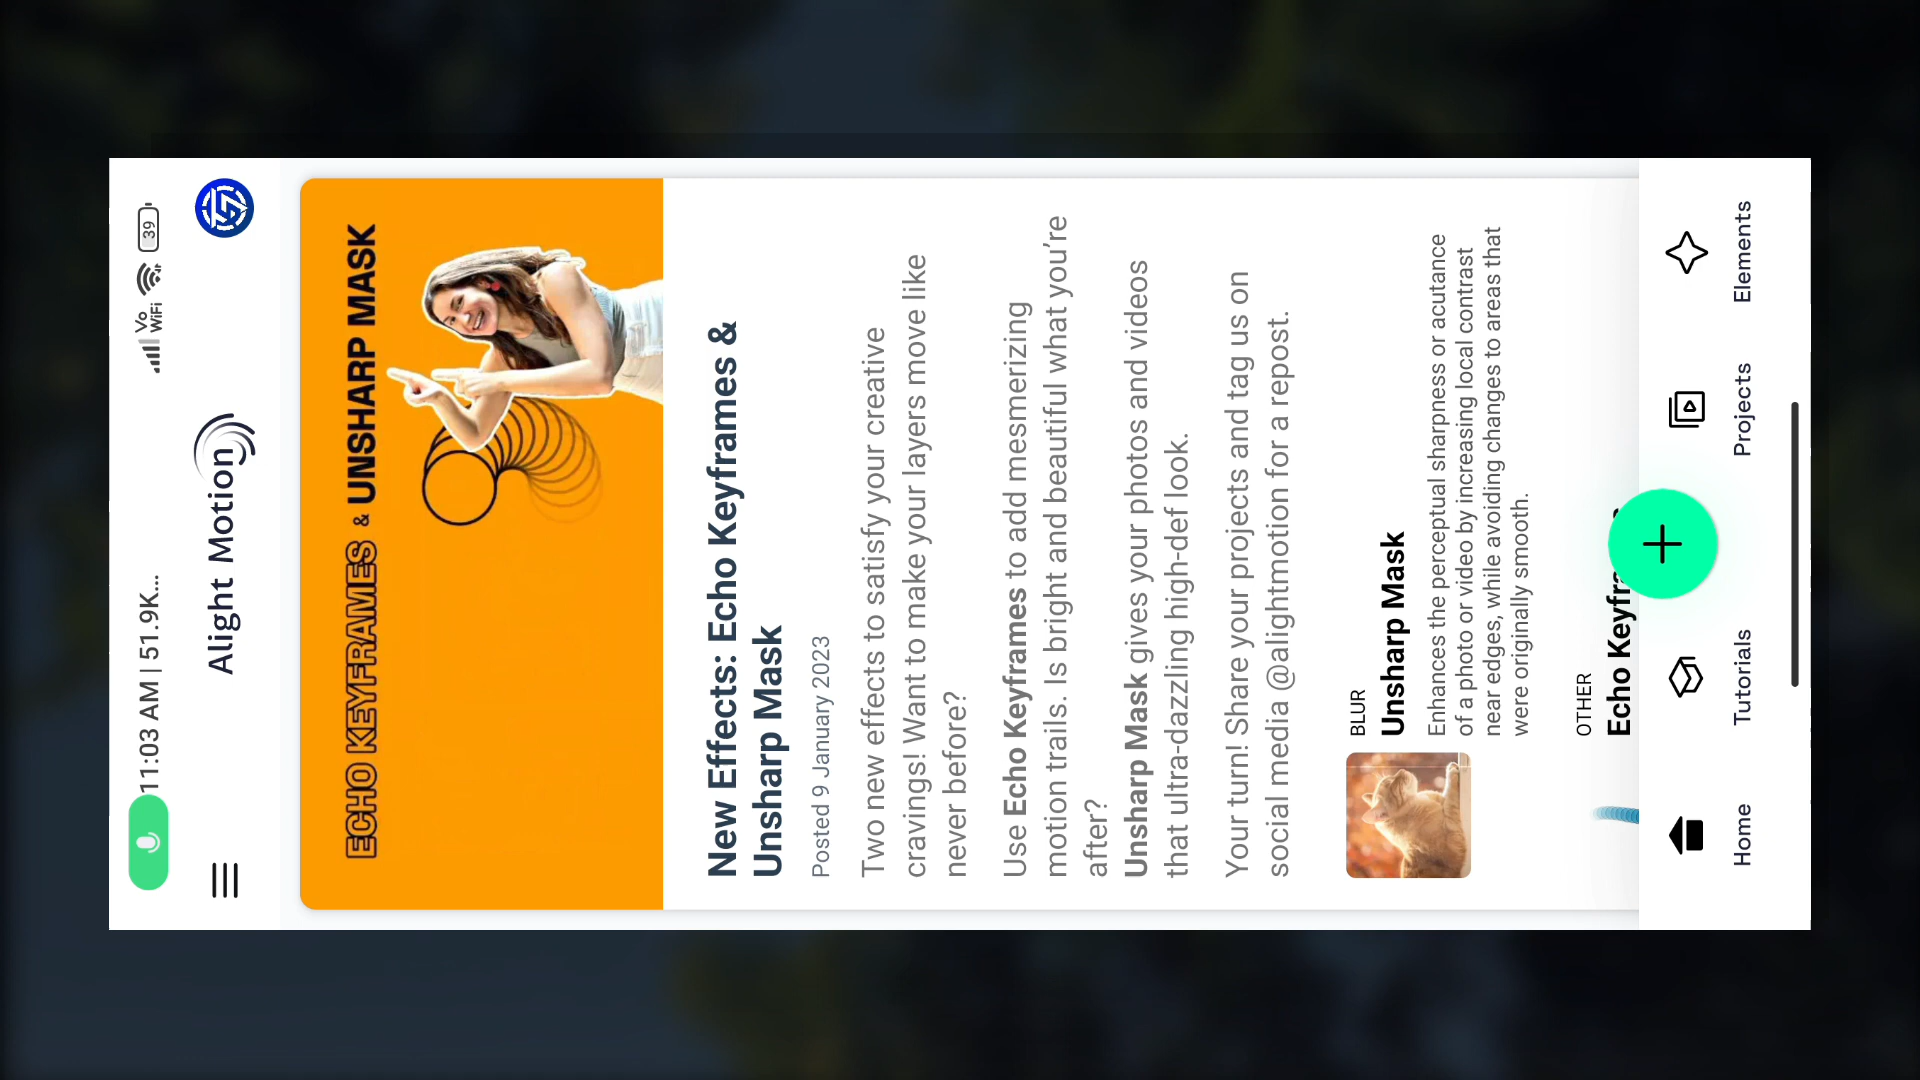 11:03 AM | 51.9K...
Vo
WiFi
39
Alight Motion
ECHO KEYFRAMES & UNSHARP MASK
New Effects: Echo Keyframes &
Unsharp Mask
Posted 9 January 2023
Two new effects to satisfy your creative
cravings! Want to make your layers move like
never before?
Use Echo Keyframes to add mesmerizing
motion trails. Is bright and beautiful what you're
after?
Unsharp Mask gives your photos and videos
that ultra-dazzling high-def look.
Your turn! Share your projects and tag us on
social media @alightmotion for a repost.
BLUR
Unsharp Mask
Enhances the perceptual sharpness or acutance
of a photo or video by increasing local contrast
near edges, while avoiding changes to areas that
were originally smooth.
OTHER
Echo Keyfr
Home
Tutorials
Projects
Elements